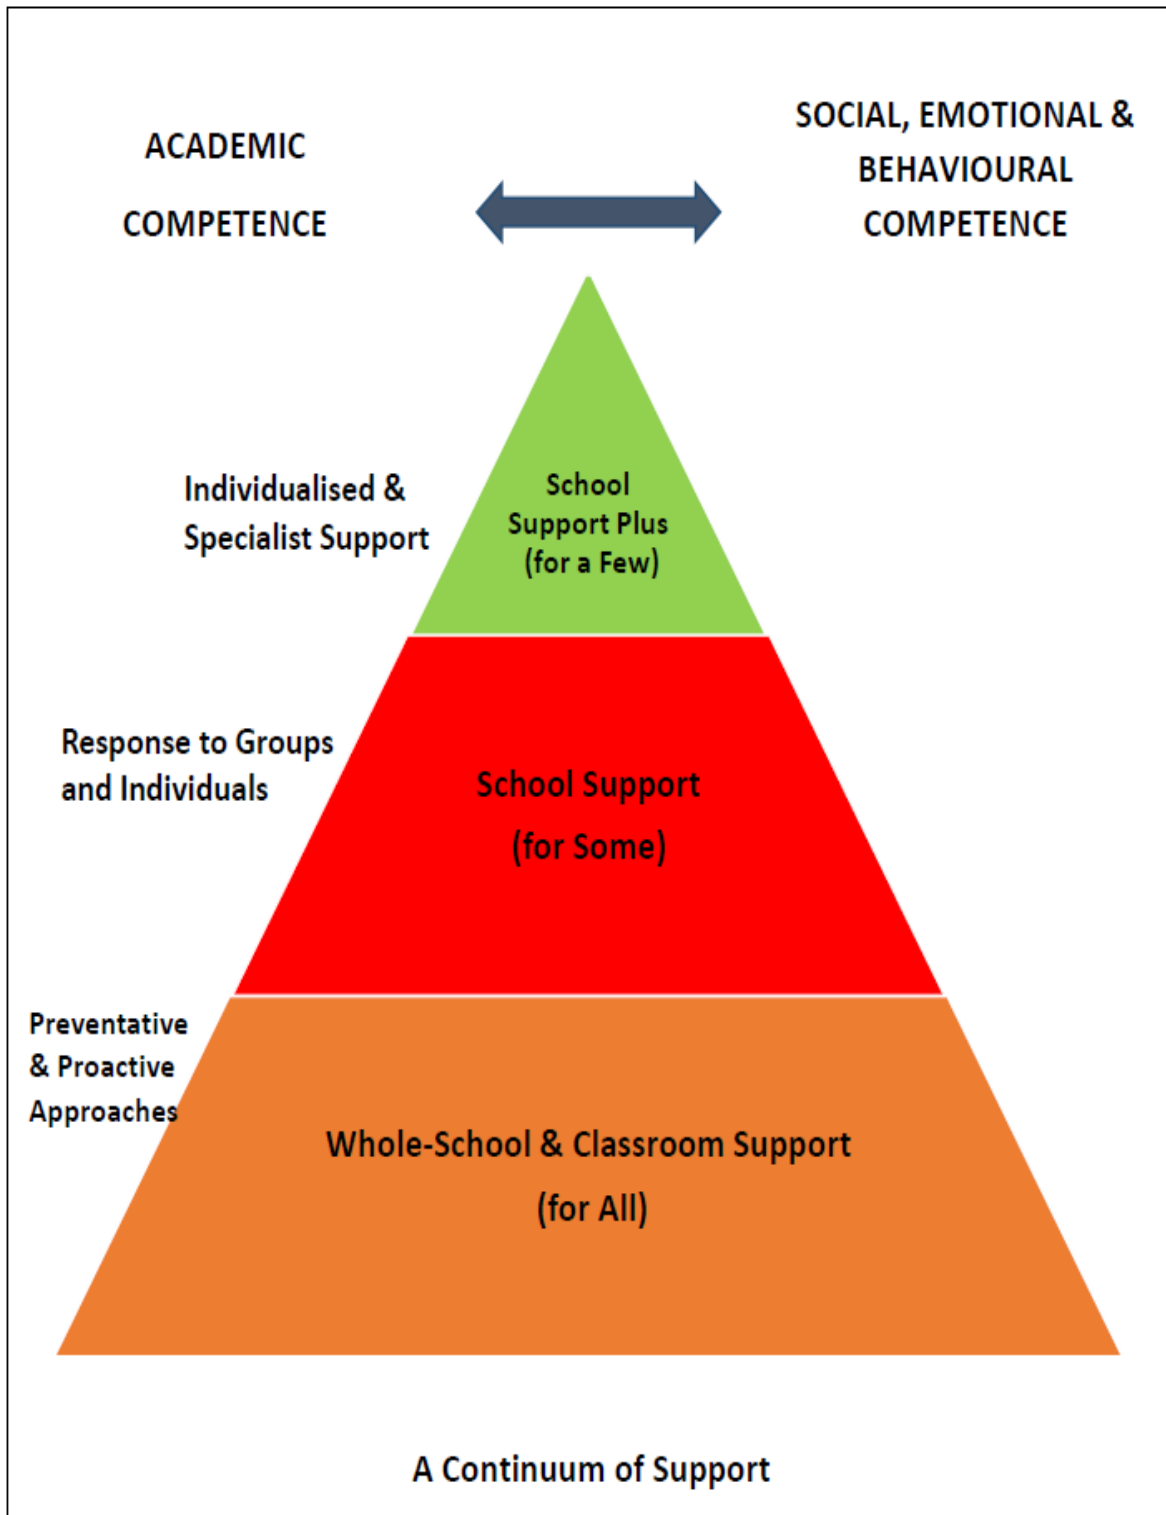 ACADEMIC
COMPETENCE
SOCIAL, EMOTIONAL &
BEHAVIOURAL
COMPETENCE
Individualised &
Specialist Support
School
Support Plus
(for a Few)
Response to Groups
and Individuals
School Support
(for Some)
Preventative
& Proactive
Approaches
Whole-School & Classroom Support
(for All)
A Continuum of Support